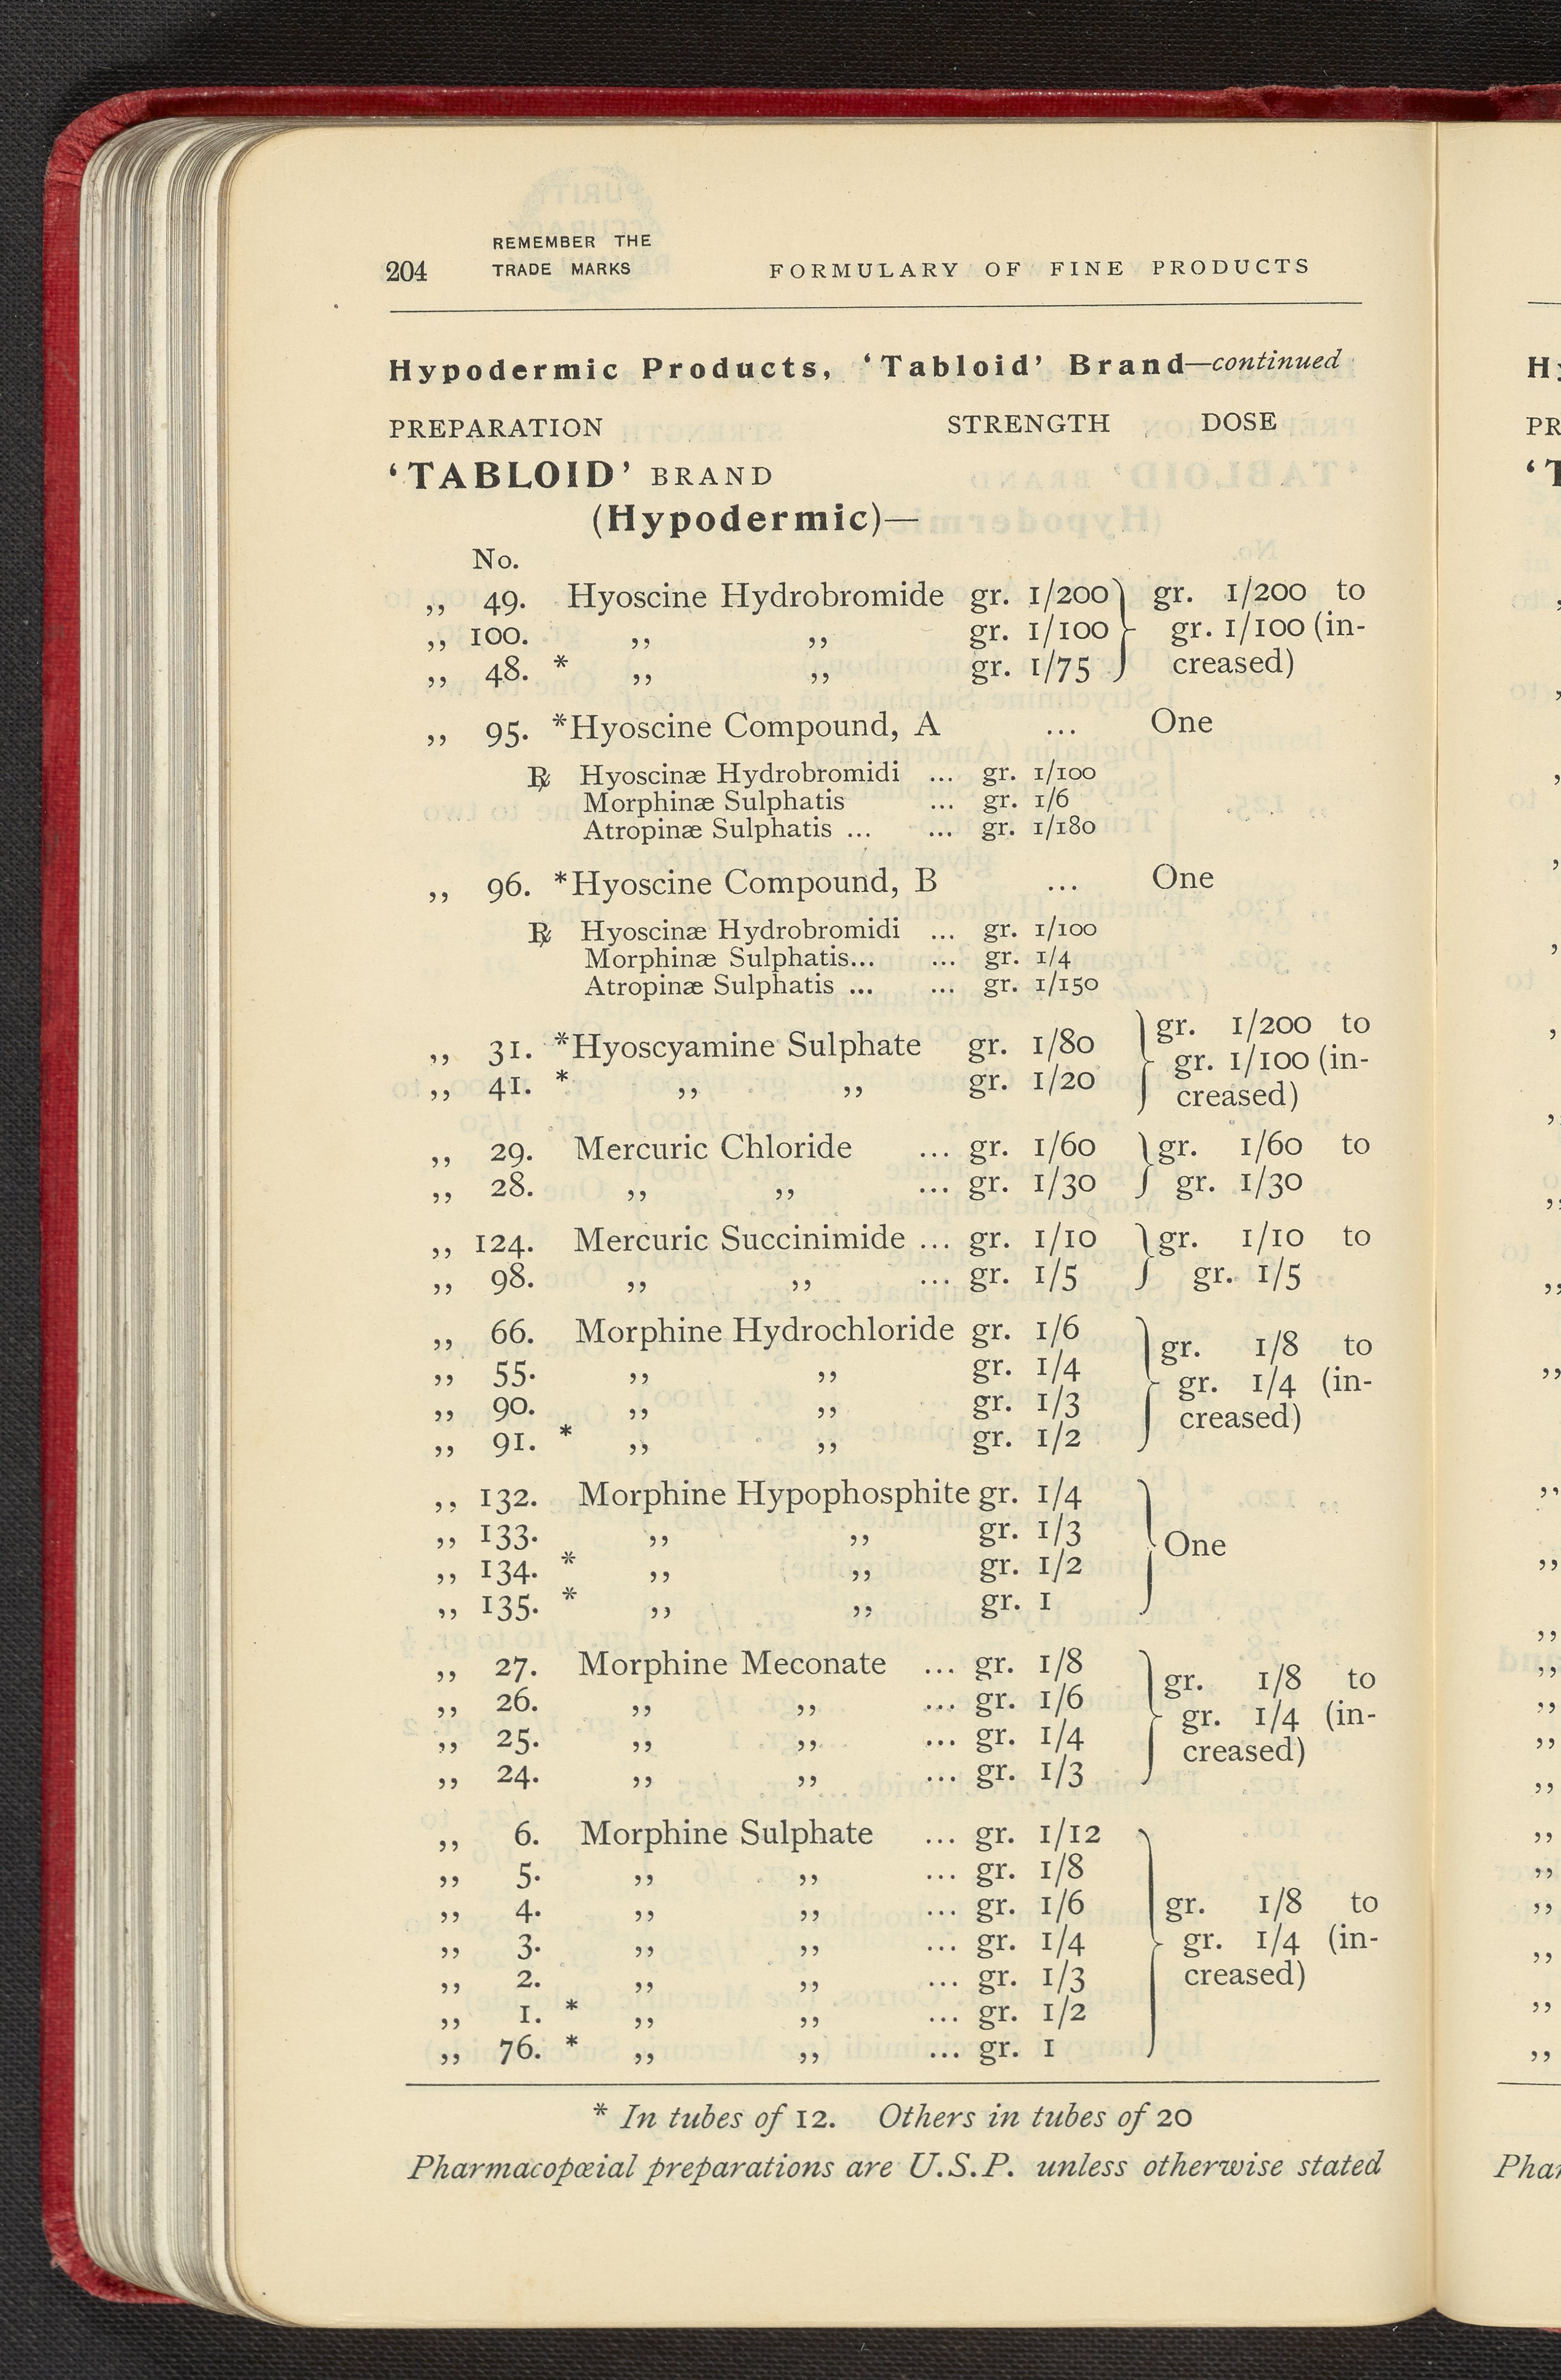 REMEMBER THE
204 TRADE MARKS FORMULARY OF FINE PRODUCTS
Hypodermic Products, ‘Tabloid’ Brand—continued
PREPARATION STRENGTH DOSE
‘TABLOID’ BRAND
(Hypodermic)—
No.
,, 49. Hyoscine Hydrobromide gr. 1/200 gr. 1/200 to
,, 100. ,, ,, gr. 1/100 gr. 1/100 (in-
,, 48. * ,, ,, gr. 1/75 creased)
,, 95. *Hyoscine Compound, A ... One
℞ Hyoscinæ Hydrobromidi ... gr. 1/100
Morphinæ Sulphatis ... gr. 1/6
Atropinæ Sulphatis ... ... gr. 1/180
,, 96. *Hyoscine Compound, B ... One
℞ Hyoscinæ Hydrobromidi ... gr. 1/100
Morphinæ Sulphatis... ... gr. 1/4
Atropinæ Sulphatis ... ... gr. 1/150
gr. 1/200 to
,, 31. *Hyoscyamine Sulphate gr. 1/80 gr. 1/100 (in-
,, 41. * ,, ,, gr. 1/20 creased)
,, 29. Mercuric Chloride ... gr. 1/60 gr. 1/60 to
,, 28. ,, ,, ... gr. 1/30 gr. 1/30
,, 124. Mercuric Succinimide ... gr. 1/10 gr. 1/10 to
,, 98. ,, ,, ... gr. 1/5 gr. 1/5
,, 66. Morphine Hydrochloride gr. 1/6 gr. 1/8 to
,, 55. ,, ,, gr. 1/4 gr. 1/4 (in-
,, 90. ,, ,, gr. 1/3 creased)
,, 91. * ,, ,, gr. 1/2
,, 132. Morphine Hypophosphite gr. 1/4
,, 133. ,, ,, gr. 1/3 One
,, 134. * ,, ,, gr. 1/2
,, 135. * ,, ,, gr. 1
,, 27. Morphine Meconate ... gr. 1/8 gr. 1/8 to
,, 26. ,, ,, ... gr. 1/6 gr. 1/4 (in-
,, 25. ,, ,, ... gr. 1/4 creased)
,, 24. ,, ,, ... gr. 1/3
,, 6. Morphine Sulphate ... gr. 1/12
,, 5. ,, ,, ... gr. 1/8
,, 4. ,, ,, ... gr. 1/6 gr. 1/8 to
,, 3. ,, ,, ... gr. 1/4 gr. 1/4 (in-
,, 2. ,, ,, ... gr. 1/3 creased)
,, 1. * ,, ,, ... gr. 1/2
,, 76. * ,, ,, ... gr. 1
* In tubes of 12. Others in tubes of 20
Pharmacopœial preparations are U.S.P. unless otherwise stated